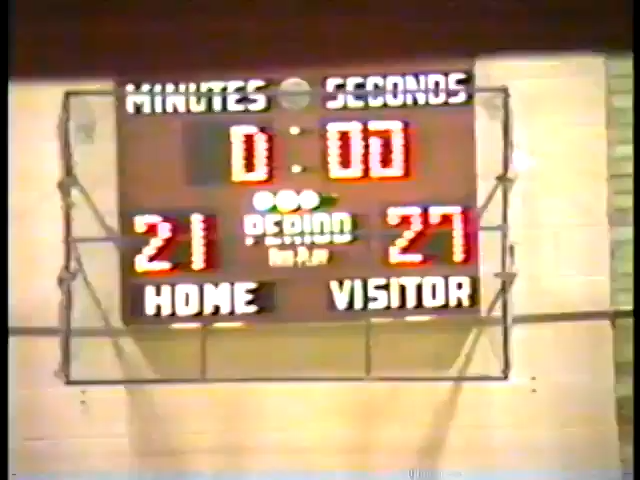 MINUTES SECONDS
0:00
21 PERIOD 27
HOME VISITOR